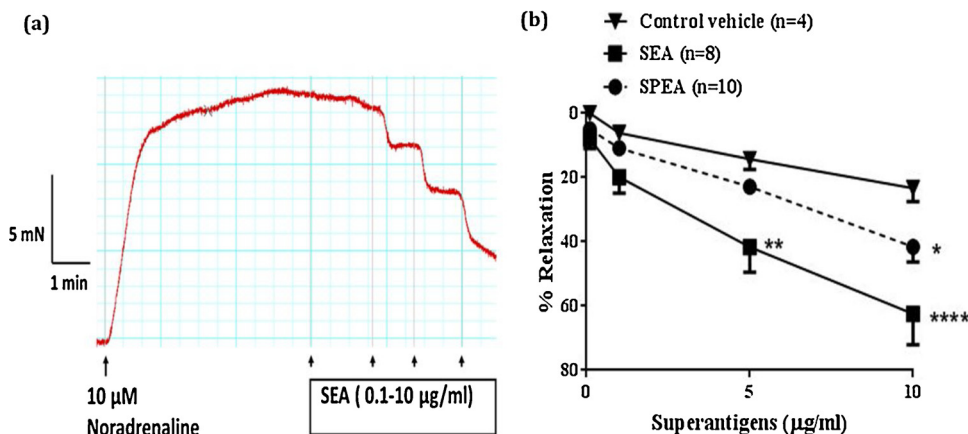 (a)
5 mN
1 min
10 µM
Noradrenaline
SEA ( 0.1-10 µg/ml)
(b)
Control vehicle (n=4)
SEA (n=8)
SPEA (n=10)
0
20
40
60
80
% Relaxation
**
*
****
0
5
10
Superantigens (µg/ml)